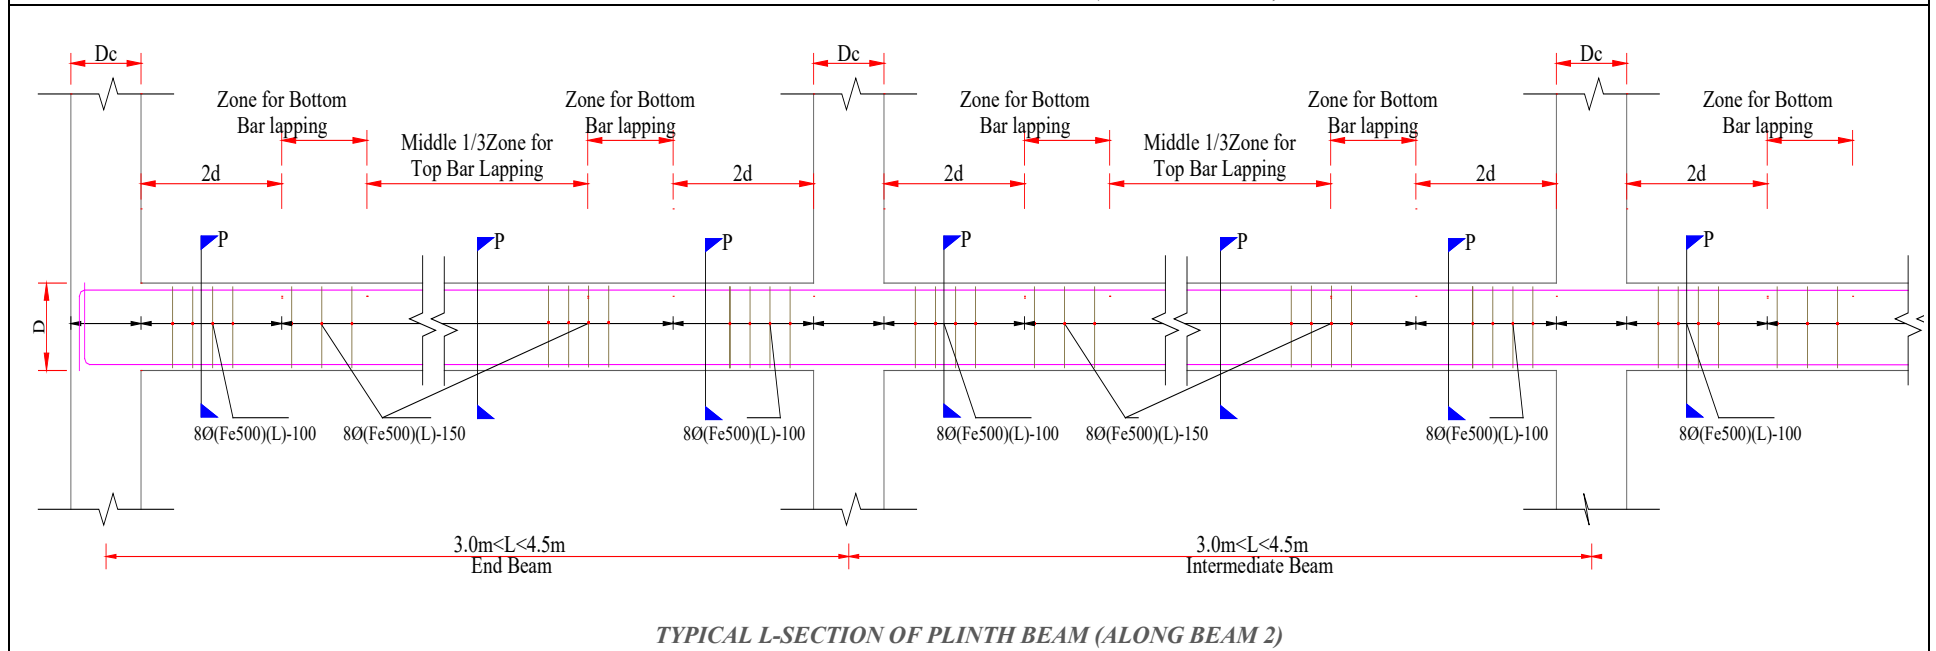 Dc
Dc
Dc
Zone for Bottom
Bar lapping
Zone for Bottom
Bar lapping
Zone for Bottom
Bar lapping
Zone for Bottom
Bar lapping
Zone for Bottom
Bar lapping
Middle 1/3Zone for
Top Bar Lapping
Middle 1/3Zone for
Top Bar Lapping
2d
2d
2d
2d
2d
P
P
P
P
P
P
P
D
8Ø(Fe500)(L)-100
8Ø(Fe500)(L)-150
8Ø(Fe500)(L)-100
8Ø(Fe500)(L)-100
8Ø(Fe500)(L)-150
8Ø(Fe500)(L)-100
8Ø(Fe500)(L)-100
3.0m<L<4.5m
End Beam
3.0m<L<4.5m
Intermediate Beam
TYPICAL L-SECTION OF PLINTH BEAM (ALONG BEAM 2)